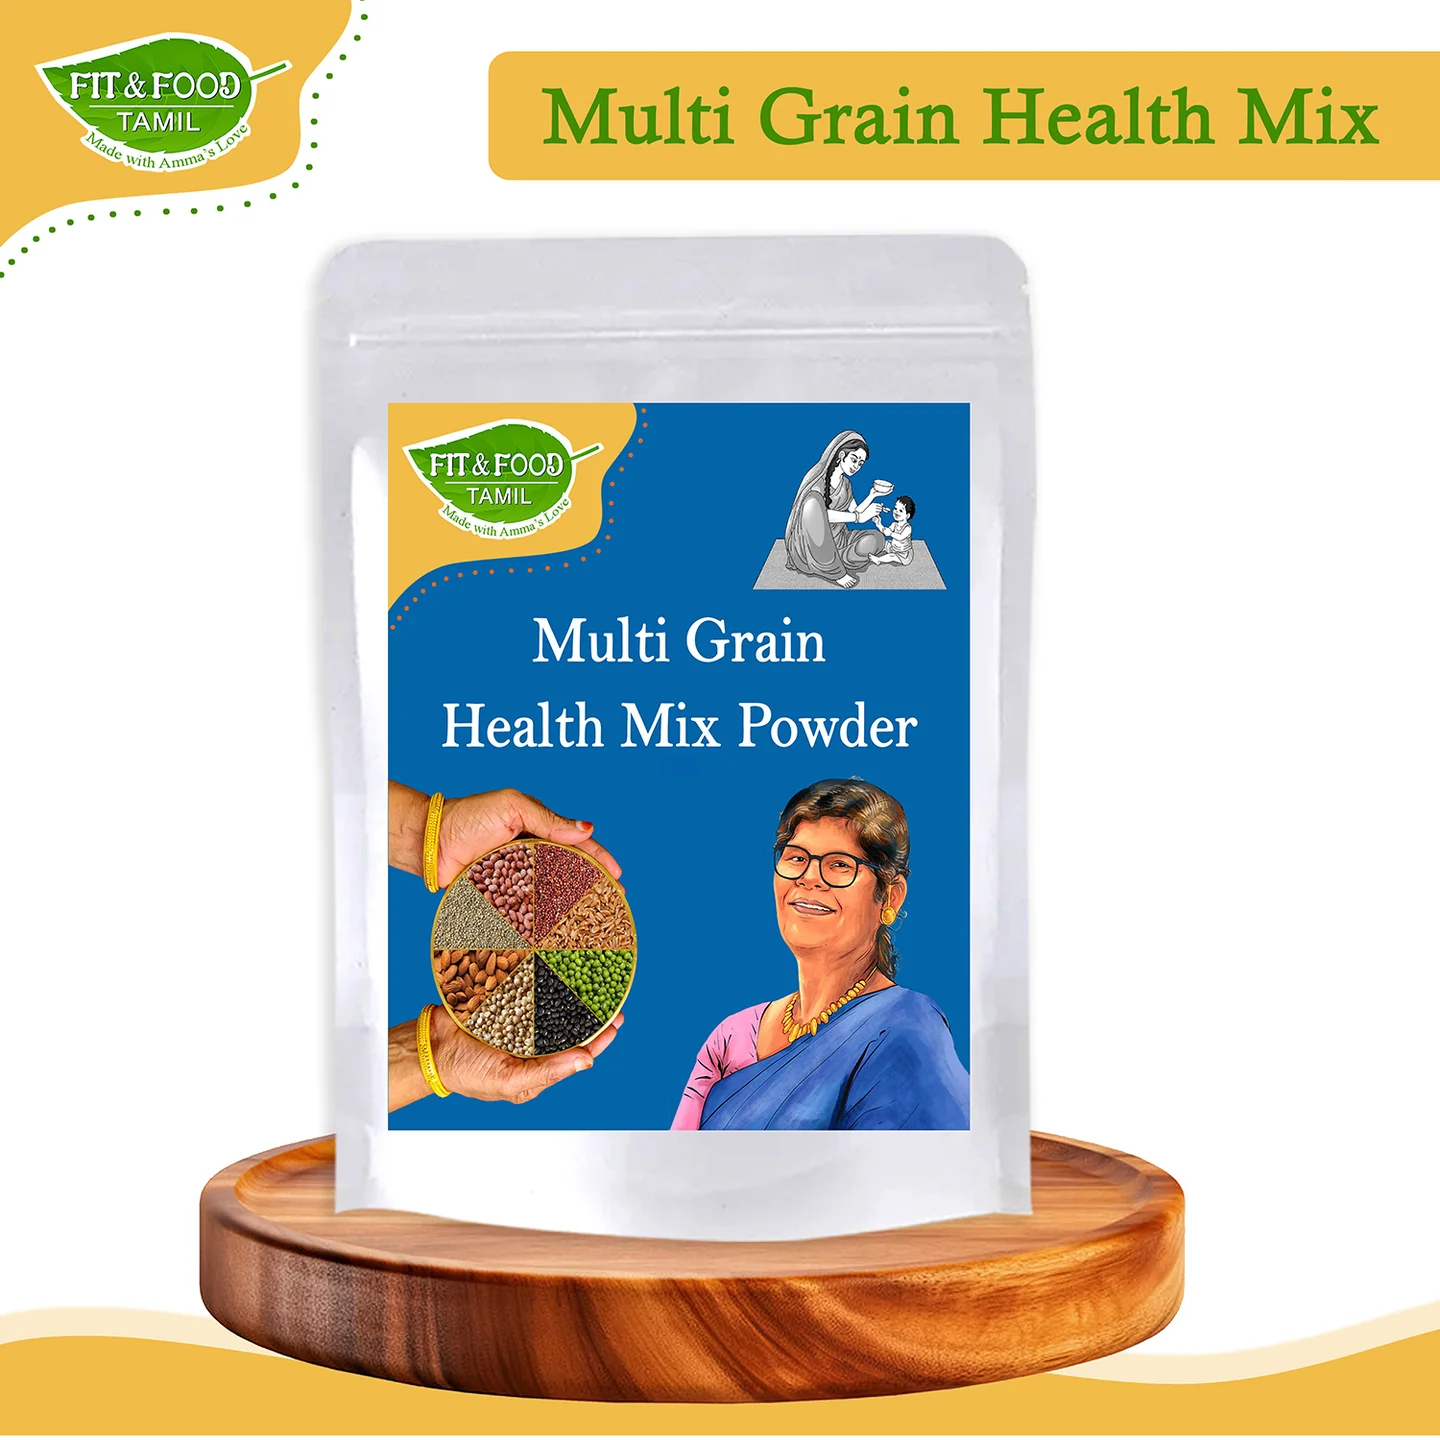 FIT & FOOD
TAMIL
Made with Amma's Love
Multi Grain Health Mix
FIT & FOOD
TAMIL
Made with Amma's Love
Multi Grain
Health Mix Powder